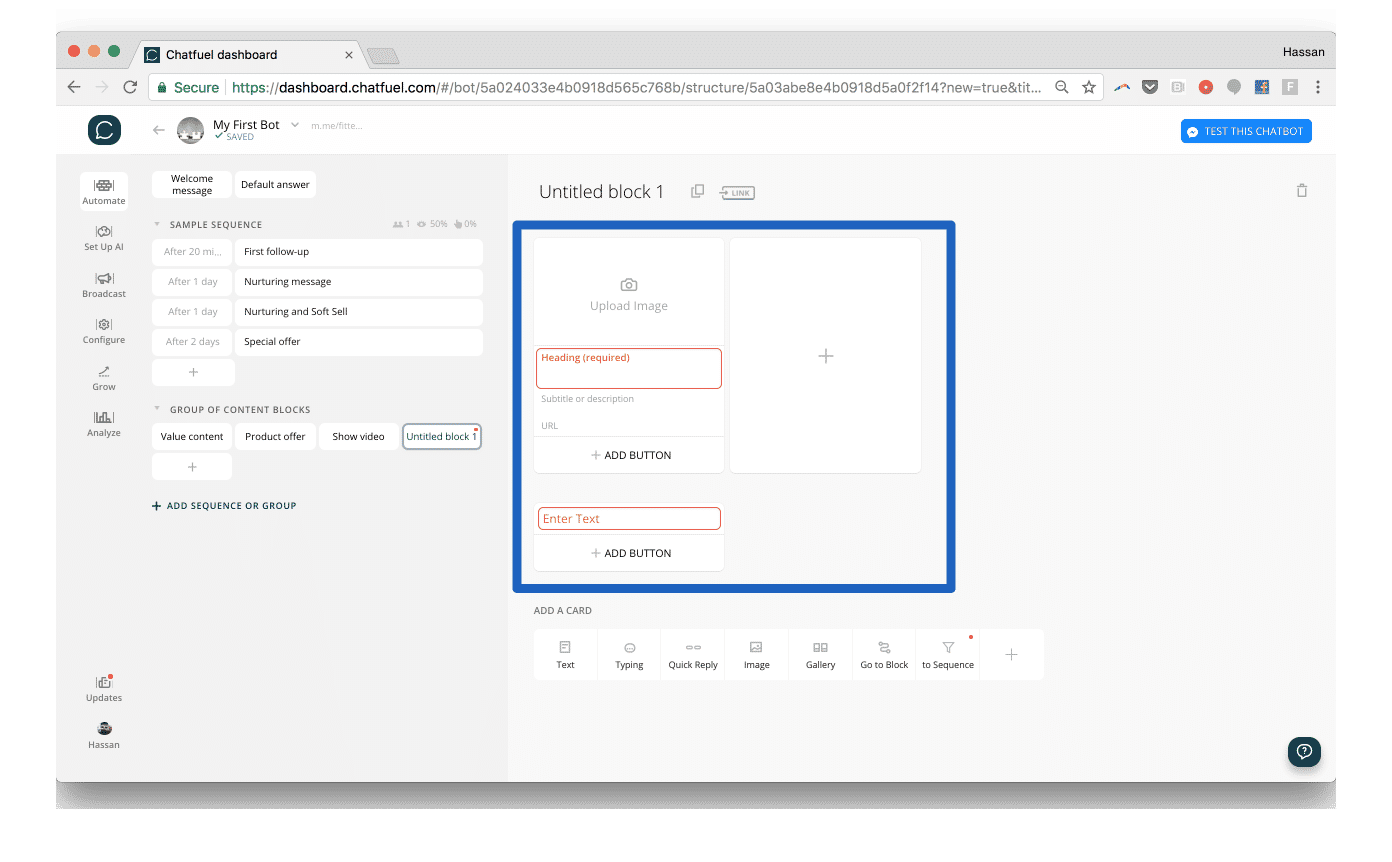 Chatfuel dashboard
Hassan
Secure https://dashboard.chatfuel.com/#/bot/5a024033e4b0918d565c768b/structure/5a03abe8e4b0918d5a0f2f14?new=true&tit...
My First Bot m.me/fitte...
SAVED
TEST THIS CHATBOT
Automate
Set Up AI
Broadcast
Configure
Grow
Analyze
Updates
Hassan
Welcome
message
Default answer
SAMPLE SEQUENCE 1 50% 0%
After 20 mi... First follow-up
After 1 day Nurturing message
After 1 day Nurturing and Soft Sell
After 2 days Special offer
+
GROUP OF CONTENT BLOCKS
Value content Product offer Show video Untitled block 1
+
+ ADD SEQUENCE OR GROUP
Untitled block 1 LINK
Upload Image
Heading (required)
Subtitle or description
URL
+ ADD BUTTON
+
Enter Text
+ ADD BUTTON
ADD A CARD
Text Typing Quick Reply Image Gallery Go to Block to Sequence +